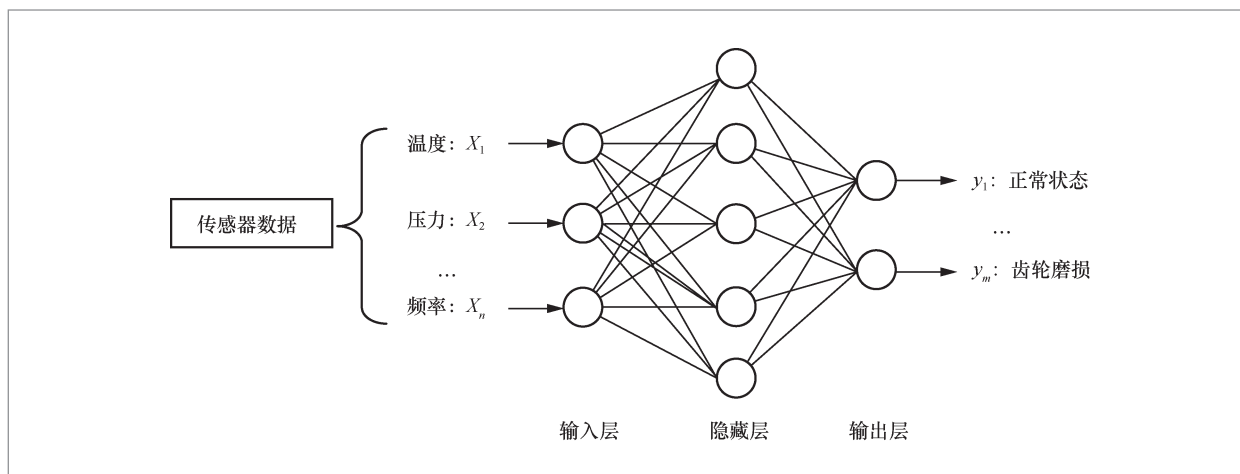 传感器数据
温度：X1
压力：X2
…
频率：Xn
y1：正常状态
…
ym：齿轮磨损
输入层
隐藏层
输出层